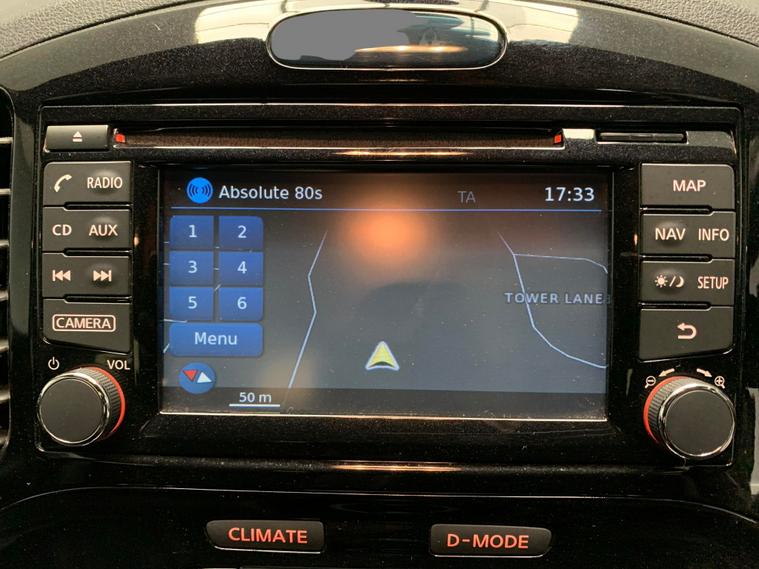 Absolute 80s TA 17:33
RADIO
CD AUX
CAMERA
VOL
1 2
3 4
5 6
Menu
50 m
TOWER LANE
MAP
NAV INFO
SETUP
CLIMATE
D-MODE